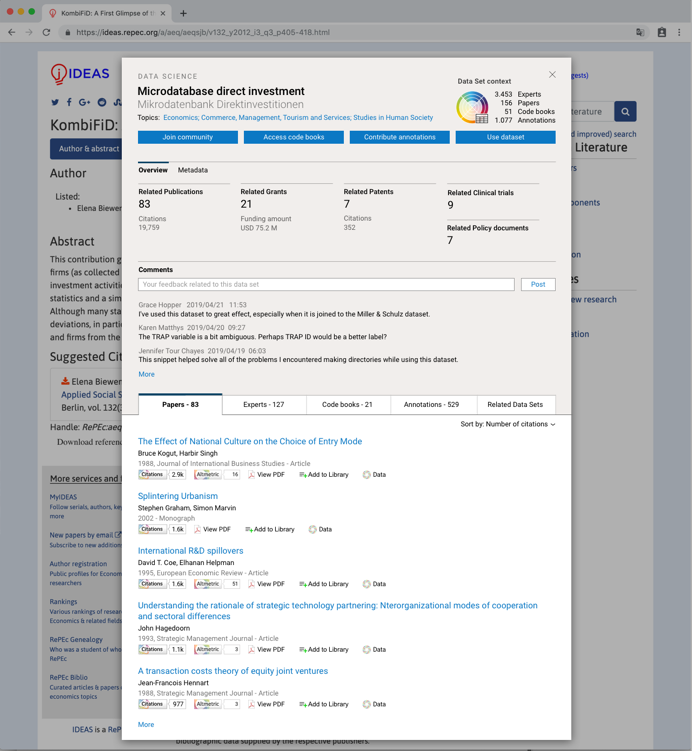 KombiFiD: A First Glimpse of t
https://ideas.repec.org/a/aeq/aeqsjb/v132_y2012_i3_q3_p405-418.html
IDEAS
KombiFiD:
Author & abstract
Author
Listed:
Elena Biewer
Abstract
This contribution g
firms (as collected
investment activitie
statistics and a sim
Although many sta
deviations, in partic
and firms from the
Suggested Cit
Elena Biewer
Applied Social S
Berlin, vol. 132(
Handle: RePEc:aeq
Download referenc
More services and
MyIDEAS
Follow serials, authors, key
more
New papers by email
Subscribe to new addition
Author registration
Public profiles for Econom
researchers
Rankings
Various rankings of resear
Economics & related fields
RePEc Genealogy
Who was a student of who
RePEc
RePEc Biblio
Curated articles & papers o
economics topics
IDEAS is a ReP
bibliographic data supplied by the respective publishers.
gests)
iterature
d improved) search
Literature
rs
ponents
on
es
ew research
tation
DATA SCIENCE
Microdatabase direct investment
Mikrodatenbank Direktinvestitionen
Topics: Economics; Commerce, Management, Tourism and Services; Studies in Human Society
Data Set context
3.453 Experts
156 Papers
51 Code books
1.077 Annotations
Join community
Access code books
Contribute annotations
Use dataset
Overview
Metadata
Related Publications
83
Citations
19,759
Related Grants
21
Funding amount
USD 75.2 M
Related Patents
7
Citations
352
Related Clinical trials
9
Related Policy documents
7
Comments
Your feedback related to this data set
Post
Grace Hopper 2019/04/21 11:53
I've used this dataset to great effect, especially when it is joined to the Miller & Schulz dataset.
Karen Matthys 2019/04/20 09:27
The TRAP variable is a bit ambiguous. Perhaps TRAP ID would be a better label?
Jennifer Tour Chayes 2019/04/19 06:03
This snippet helped solve all of the problems I encountered making directories while using this dataset.
More
Papers - 83
Experts - 127
Code books - 21
Annotations - 529
Related Data Sets
Sort by: Number of citations
The Effect of National Culture on the Choice of Entry Mode
Bruce Kogut, Harbir Singh
1988, Journal of International Business Studies - Article
Citations 2.9k Altmetric 16 View PDF Add to Library Data
Splintering Urbanism
Stephen Graham, Simon Marvin
2002 - Monograph
Citations 1.6k View PDF Add to Library Data
International R&D spillovers
David T. Coe, Elhanan Helpman
1995, European Economic Review - Article
Citations 1.6k Altmetric 51 View PDF Add to Library Data
Understanding the rationale of strategic technology partnering: Nterorganizational modes of cooperation
and sectoral differences
John Hagedoorn
1993, Strategic Management Journal - Article
Citations 1.1k Altmetric 3 View PDF Add to Library Data
A transaction costs theory of equity joint ventures
Jean-Francois Hennart
1988, Strategic Management Journal - Article
Citations 977 Altmetric 3 View PDF Add to Library Data
More